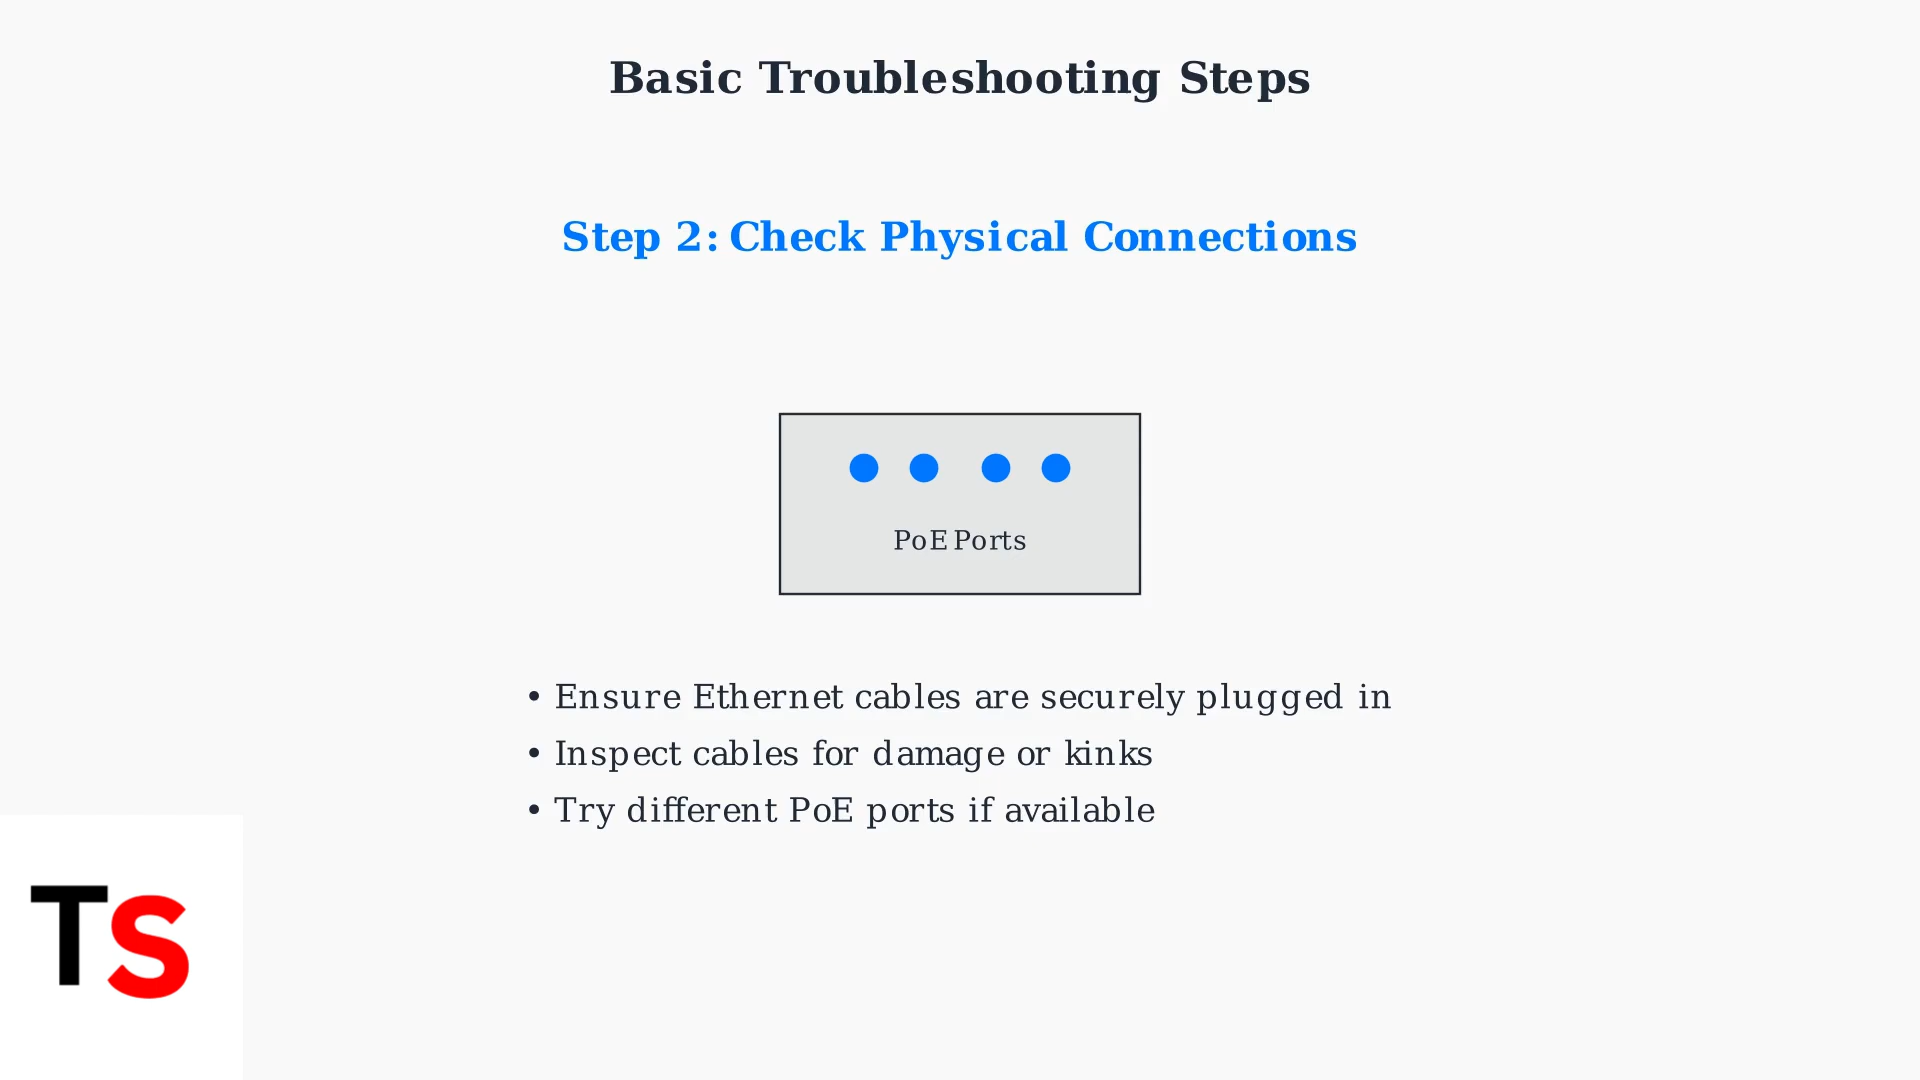 Basic Troubleshooting Steps
Step 2: Check Physical Connections
PoE Ports
• Ensure Ethernet cables are securely plugged in
• Inspect cables for damage or kinks
• Try different PoE ports if available
TS